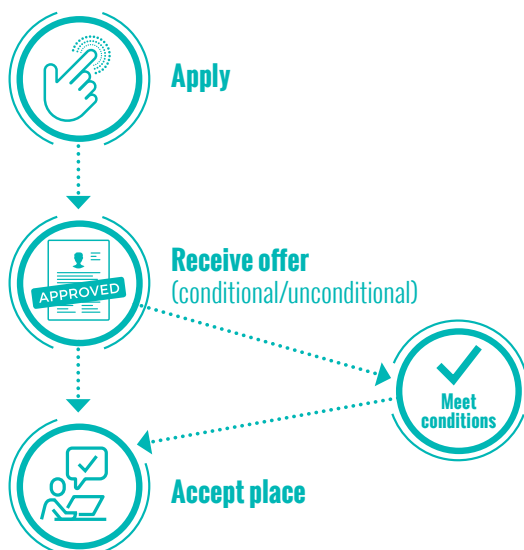 Apply
Receive offer
(conditional/unconditional)
APPROVED
Meet
conditions
Accept place